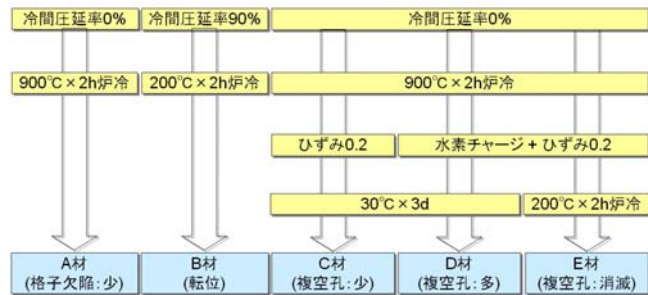 冷間圧延率0%
冷間圧延率90%
冷間圧延率0%
900℃×2h炉冷
200℃×2h炉冷
900℃×2h炉冷
ひずみ0.2
水素チャージ + ひずみ0.2
30℃×3d
200℃×2h炉冷
A材
(格子欠陥:少)
B材
(転位)
C材
(複空孔:少)
D材
(複空孔:多)
E材
(複空孔:消滅)